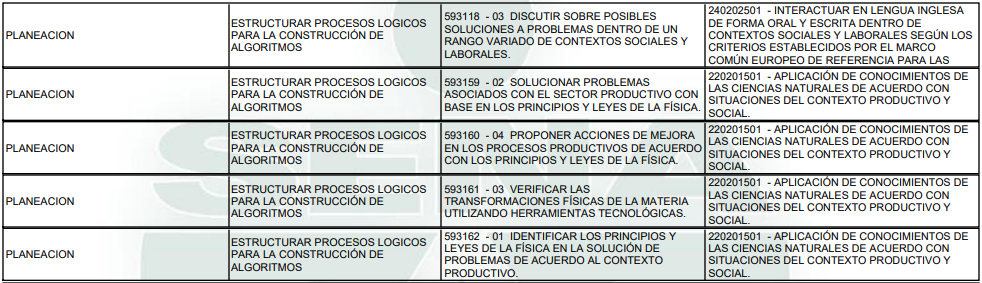 PLANEACION
ESTRUCTURAR PROCESOS LOGICOS
PARA LA CONSTRUCCIÓN DE
ALGORITMOS
593118 - 03 DISCUTIR SOBRE POSIBLES
SOLUCIONES A PROBLEMAS DENTRO DE UN
RANGO VARIADO DE CONTEXTOS SOCIALES Y
LABORALES.
240202501 - INTERACTUAR EN LENGUA INGLESA
DE FORMA ORAL Y ESCRITA DENTRO DE
CONTEXTOS SOCIALES Y LABORALES SEGÚN LOS
CRITERIOS ESTABLECIDOS POR EL MARCO
COMÚN EUROPEO DE REFERENCIA PARA LAS
PLANEACION
ESTRUCTURAR PROCESOS LOGICOS
PARA LA CONSTRUCCIÓN DE
ALGORITMOS
593159 - 02 SOLUCIONAR PROBLEMAS
ASOCIADOS CON EL SECTOR PRODUCTIVO CON
BASE EN LOS PRINCIPIOS Y LEYES DE LA FÍSICA.
220201501 - APLICACIÓN DE CONOCIMIENTOS DE
LAS CIENCIAS NATURALES DE ACUERDO CON
SITUACIONES DEL CONTEXTO PRODUCTIVO Y
SOCIAL.
PLANEACION
ESTRUCTURAR PROCESOS LOGICOS
PARA LA CONSTRUCCIÓN DE
ALGORITMOS
593160 - 04 PROPONER ACCIONES DE MEJORA
EN LOS PROCESOS PRODUCTIVOS DE ACUERDO
CON LOS PRINCIPIOS Y LEYES DE LA FÍSICA.
220201501 - APLICACIÓN DE CONOCIMIENTOS DE
LAS CIENCIAS NATURALES DE ACUERDO CON
SITUACIONES DEL CONTEXTO PRODUCTIVO Y
SOCIAL.
PLANEACION
ESTRUCTURAR PROCESOS LOGICOS
PARA LA CONSTRUCCIÓN DE
ALGORITMOS
593161 - 03 VERIFICAR LAS
TRANSFORMACIONES FÍSICAS DE LA MATERIA
UTILIZANDO HERRAMIENTAS TECNOLÓGICAS.
220201501 - APLICACIÓN DE CONOCIMIENTOS DE
LAS CIENCIAS NATURALES DE ACUERDO CON
SITUACIONES DEL CONTEXTO PRODUCTIVO Y
SOCIAL.
PLANEACION
ESTRUCTURAR PROCESOS LOGICOS
PARA LA CONSTRUCCIÓN DE
ALGORITMOS
593162 - 01 IDENTIFICAR LOS PRINCIPIOS Y
LEYES DE LA FÍSICA EN LA SOLUCIÓN DE
PROBLEMAS DE ACUERDO AL CONTEXTO
PRODUCTIVO.
220201501 - APLICACIÓN DE CONOCIMIENTOS DE
LAS CIENCIAS NATURALES DE ACUERDO CON
SITUACIONES DEL CONTEXTO PRODUCTIVO Y
SOCIAL.
SENA